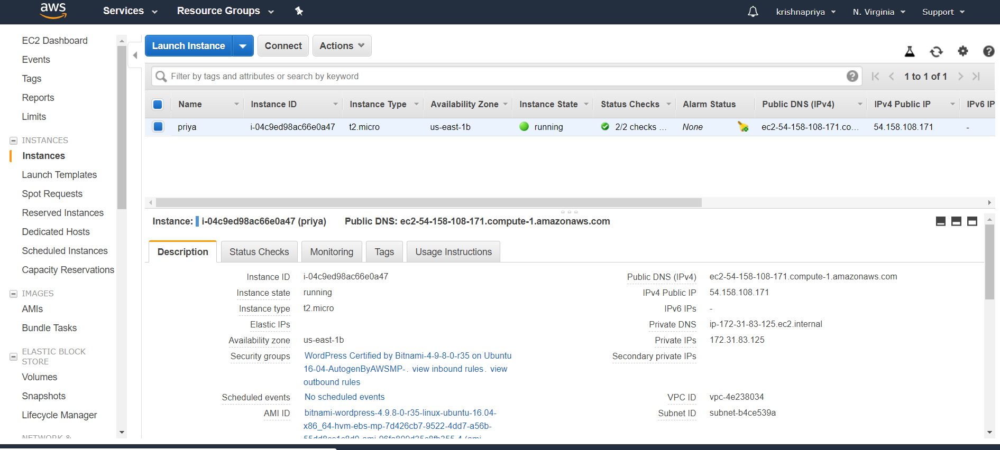 aws
Services
Resource Groups
krishnapriya
N. Virginia
Support
EC2 Dashboard
Events
Tags
Reports
Limits
INSTANCES
Instances
Launch Templates
Spot Requests
Reserved Instances
Dedicated Hosts
Scheduled Instances
Capacity Reservations
IMAGES
AMIs
Bundle Tasks
ELASTIC BLOCK
STORE
Volumes
Snapshots
Lifecycle Manager
NETWORK &
Launch Instance
Connect
Actions
Filter by tags and attributes or search by keyword
1 to 1 of 1
Name
Instance ID
Instance Type
Availability Zone
Instance State
Status Checks
Alarm Status
Public DNS (IPv4)
IPv4 Public IP
IPv6 IP
priya
i-04c9ed98ac66e0a47
t2.micro
us-east-1b
running
2/2 checks ...
None
ec2-54-158-108-171.co...
54.158.108.171
-
Instance: i-04c9ed98ac66e0a47 (priya)
Public DNS: ec2-54-158-108-171.compute-1.amazonaws.com
Description
Status Checks
Monitoring
Tags
Usage Instructions
Instance ID
i-04c9ed98ac66e0a47
Instance state
running
Instance type
t2.micro
Elastic IPs
Availability zone
us-east-1b
Security groups
WordPress Certified by Bitnami-4-9-8-0-r35 on Ubuntu
16-04-AutogenByAWSMP-. view inbound rules. view
outbound rules
Scheduled events
No scheduled events
AMI ID
bitnami-wordpress-4.9.8-0-r35-linux-ubuntu-16.04-
x86_64-hvm-ebs-mp-7d426cb7-9522-4dd7-a56b-
Public DNS (IPv4)
ec2-54-158-108-171.compute-1.amazonaws.com
IPv4 Public IP
54.158.108.171
IPv6 IPs
-
Private DNS
ip-172-31-83-125.ec2.internal
Private IPs
172.31.83.125
Secondary private IPs
VPC ID
vpc-4e238034
Subnet ID
subnet-b4ce539a